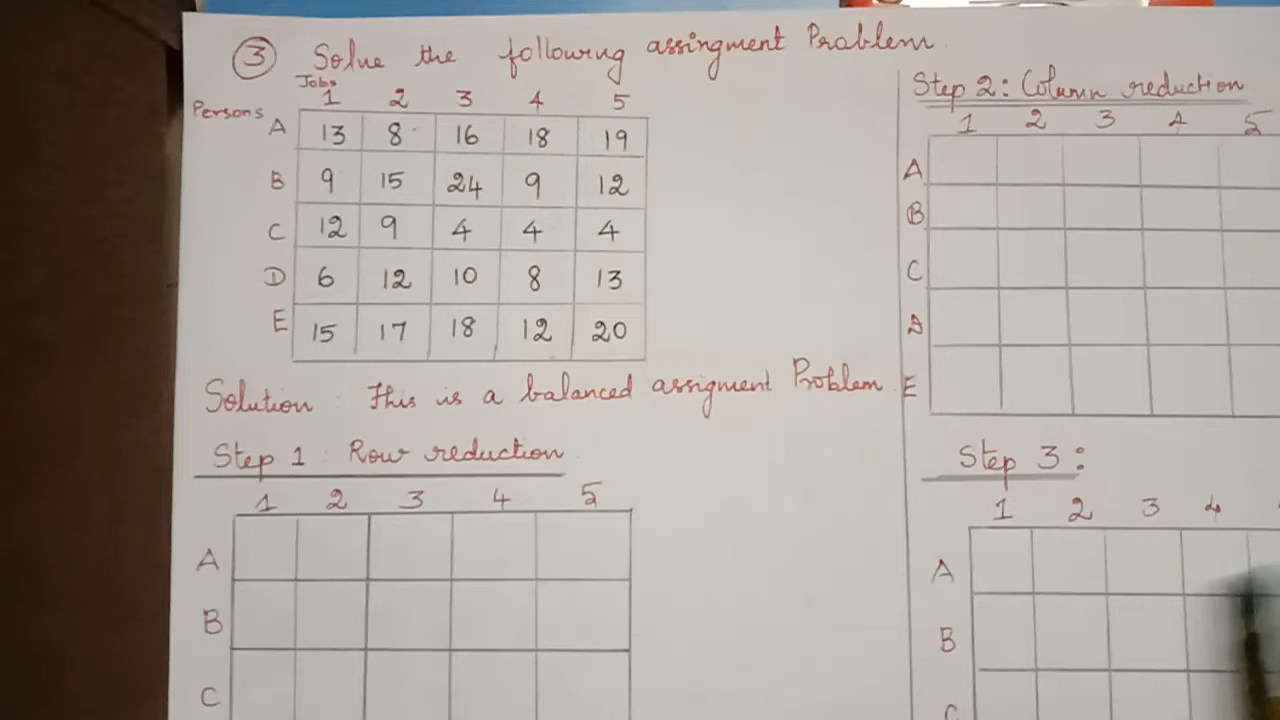 3 Solve the following assingment Problem
Jobs
Persons 1 2 3 4 5
A 13 8 16 18 19
B 9 15 24 9 12
C 12 9 4 4 4
D 6 12 10 8 13
E 15 17 18 12 20
Solution : This is a balanced assigment Problem
Step 1 : Row reduction
1 2 3 4 5
A
B
C
Step 2: Column reduction
1 2 3 4 5
A
B
C
D
E
Step 3:
1 2 3 4
A
B
C